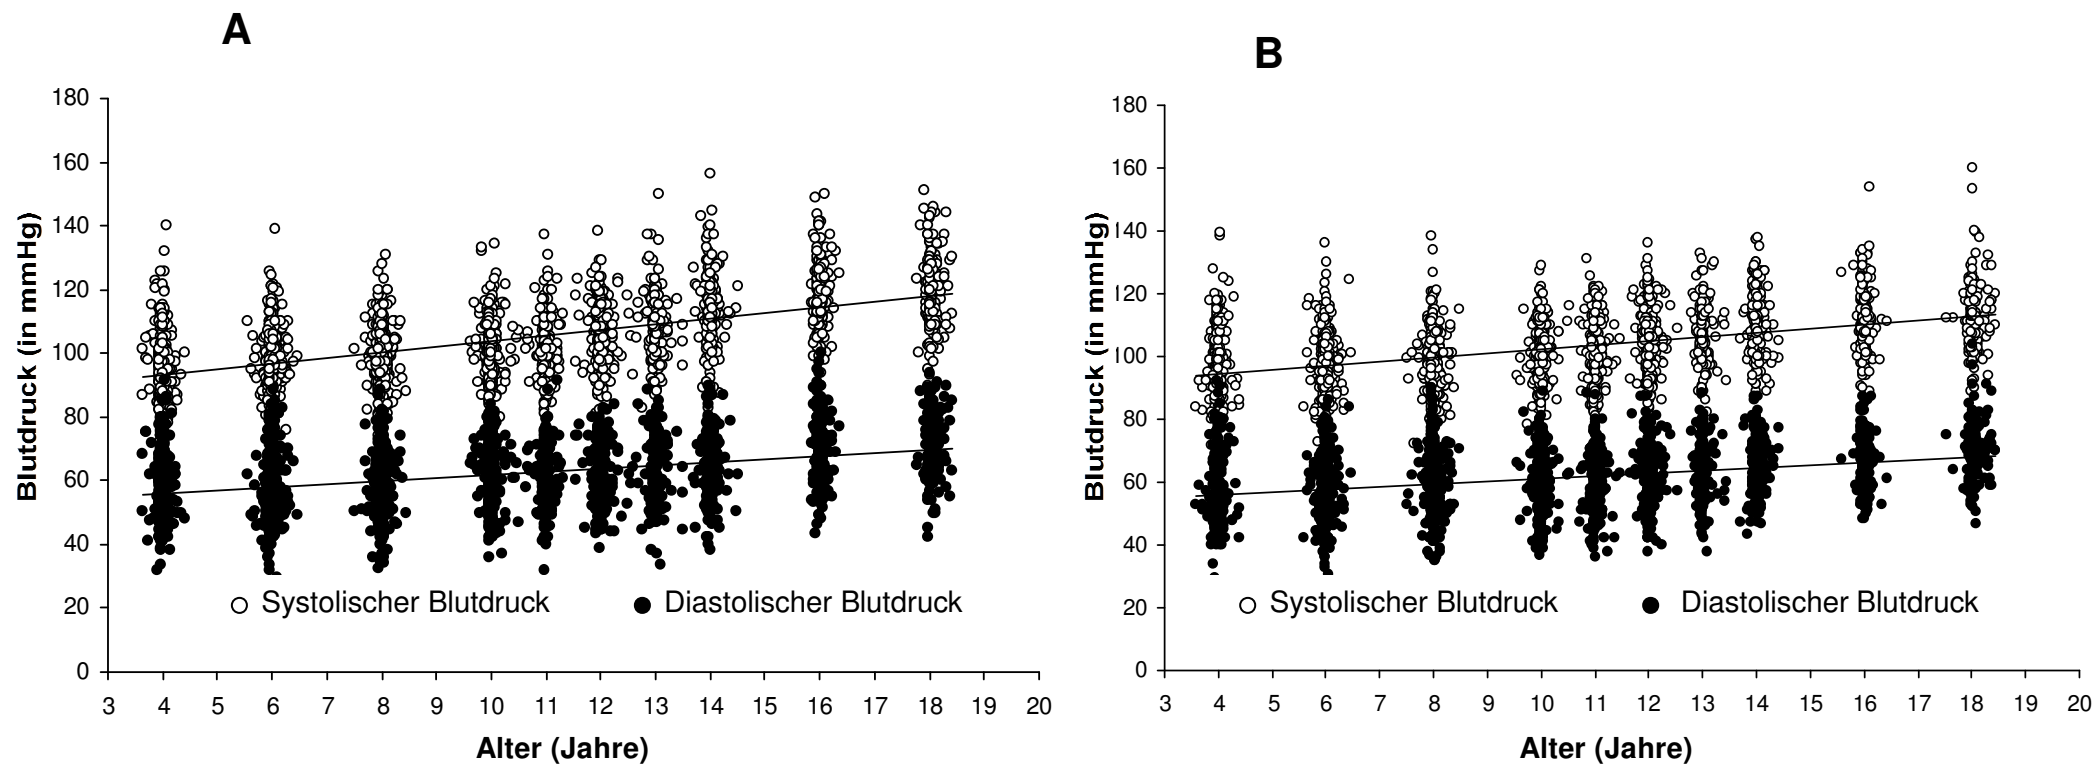 A
180
160
140
120
100
80
60
40
20
0
Blutdruck (in mmHg)
Systolischer Blutdruck Diastolischer Blutdruck
3 4 5 6 7 8 9 10 11 12 13 14 15 16 17 18 19 20
Alter (Jahre)
B
180
160
140
120
100
80
60
40
20
0
Blutdruck (in mmHg)
Systolischer Blutdruck Diastolischer Blutdruck
3 4 5 6 7 8 9 10 11 12 13 14 15 16 17 18 19 20
Alter (Jahre)